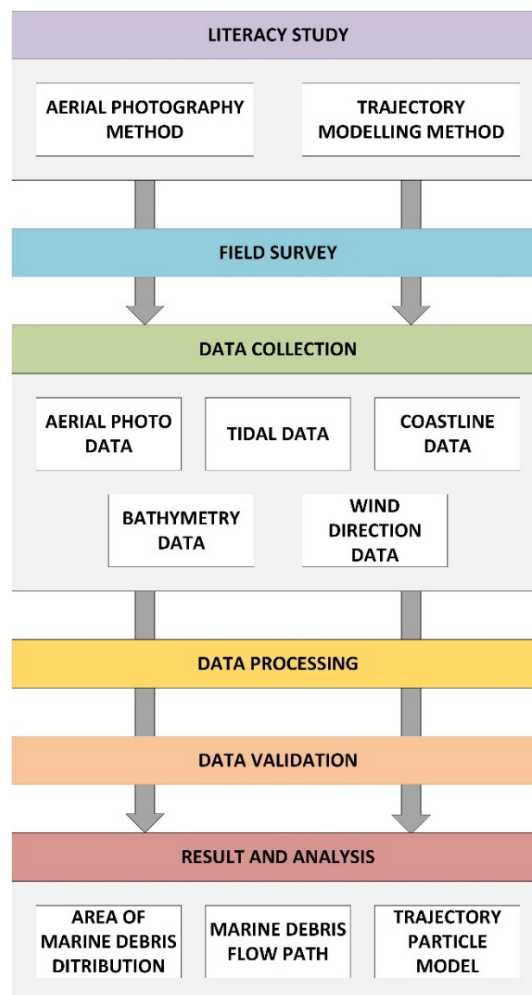 LITERACY STUDY
AERIAL PHOTOGRAPHY
METHOD
TRAJECTORY
MODELLING METHOD
FIELD SURVEY
DATA COLLECTION
AERIAL PHOTO
DATA
TIDAL DATA
COASTLINE
DATA
BATHYMETRY
DATA
WIND
DIRECTION
DATA
DATA PROCESSING
DATA VALIDATION
RESULT AND ANALYSIS
AREA OF
MARINE DEBRIS
DITRIBUTION
MARINE DEBRIS
FLOW PATH
TRAJECTORY
PARTICLE
MODEL